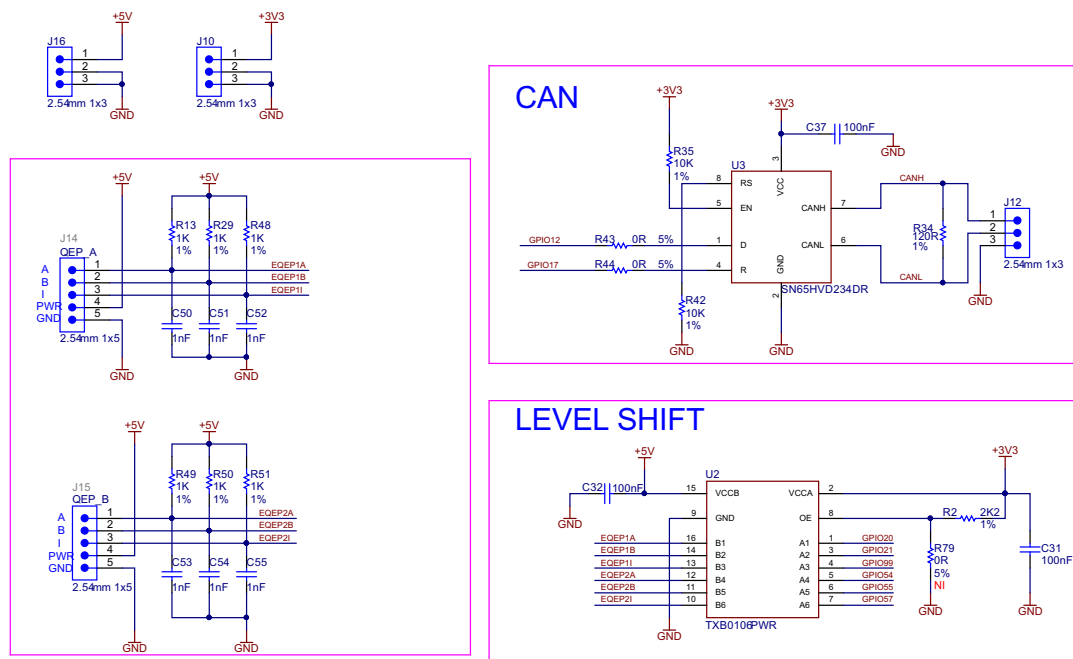 +5V
J16
1
2
3
2.54mm 1x3
GND
+3V3
J10
1
2
3
2.54mm 1x3
GND
+5V
+5V
R13
1K
1%
R29
1K
1%
R48
1K
1%
J14
QEP_A
A
B
I
PWR
GND
1
2
3
4
5
EQEP1A
EQEP1B
EQEP1I
2.54mm 1x5
C50
1nF
C51
1nF
C52
1nF
GND
GND
+5V
+5V
R49
1K
1%
R50
1K
1%
R51
1K
1%
J15
QEP_B
A
B
I
PWR
GND
1
2
3
4
5
EQEP2A
EQEP2B
EQEP2I
2.54mm 1x5
C53
1nF
C54
1nF
C55
1nF
GND
GND
CAN
+3V3
+3V3
C37
100nF
GND
R35
10K
1%
U3
8
RS
5
EN
1
D
4
R
3
VCC
CANH
7
CANL
6
GND
2
SN65HVD234DR
GPIO12
R43
0R
5%
GPIO17
R44
0R
5%
R42
10K
1%
GND
GND
CANH
R34
120R
1%
CANL
J12
1
2
3
2.54mm 1x3
GND
LEVEL SHIFT
+5V
+3V3
C32
100nF
GND
U2
15
VCCB
VCCA
2
9
GND
OE
8
R2
2K2
1%
EQEP1A
16
B1
A1
1
GPIO20
EQEP1B
14
B2
A2
3
GPIO21
EQEP1I
13
B3
A3
4
GPIO99
EQEP2A
12
B4
A4
5
GPIO54
EQEP2B
11
B5
A5
6
GPIO55
EQEP2I
10
B6
A6
7
GPIO57
TXB0106PWR
GND
R79
0R
5%
NI
GND
C31
100nF
GND